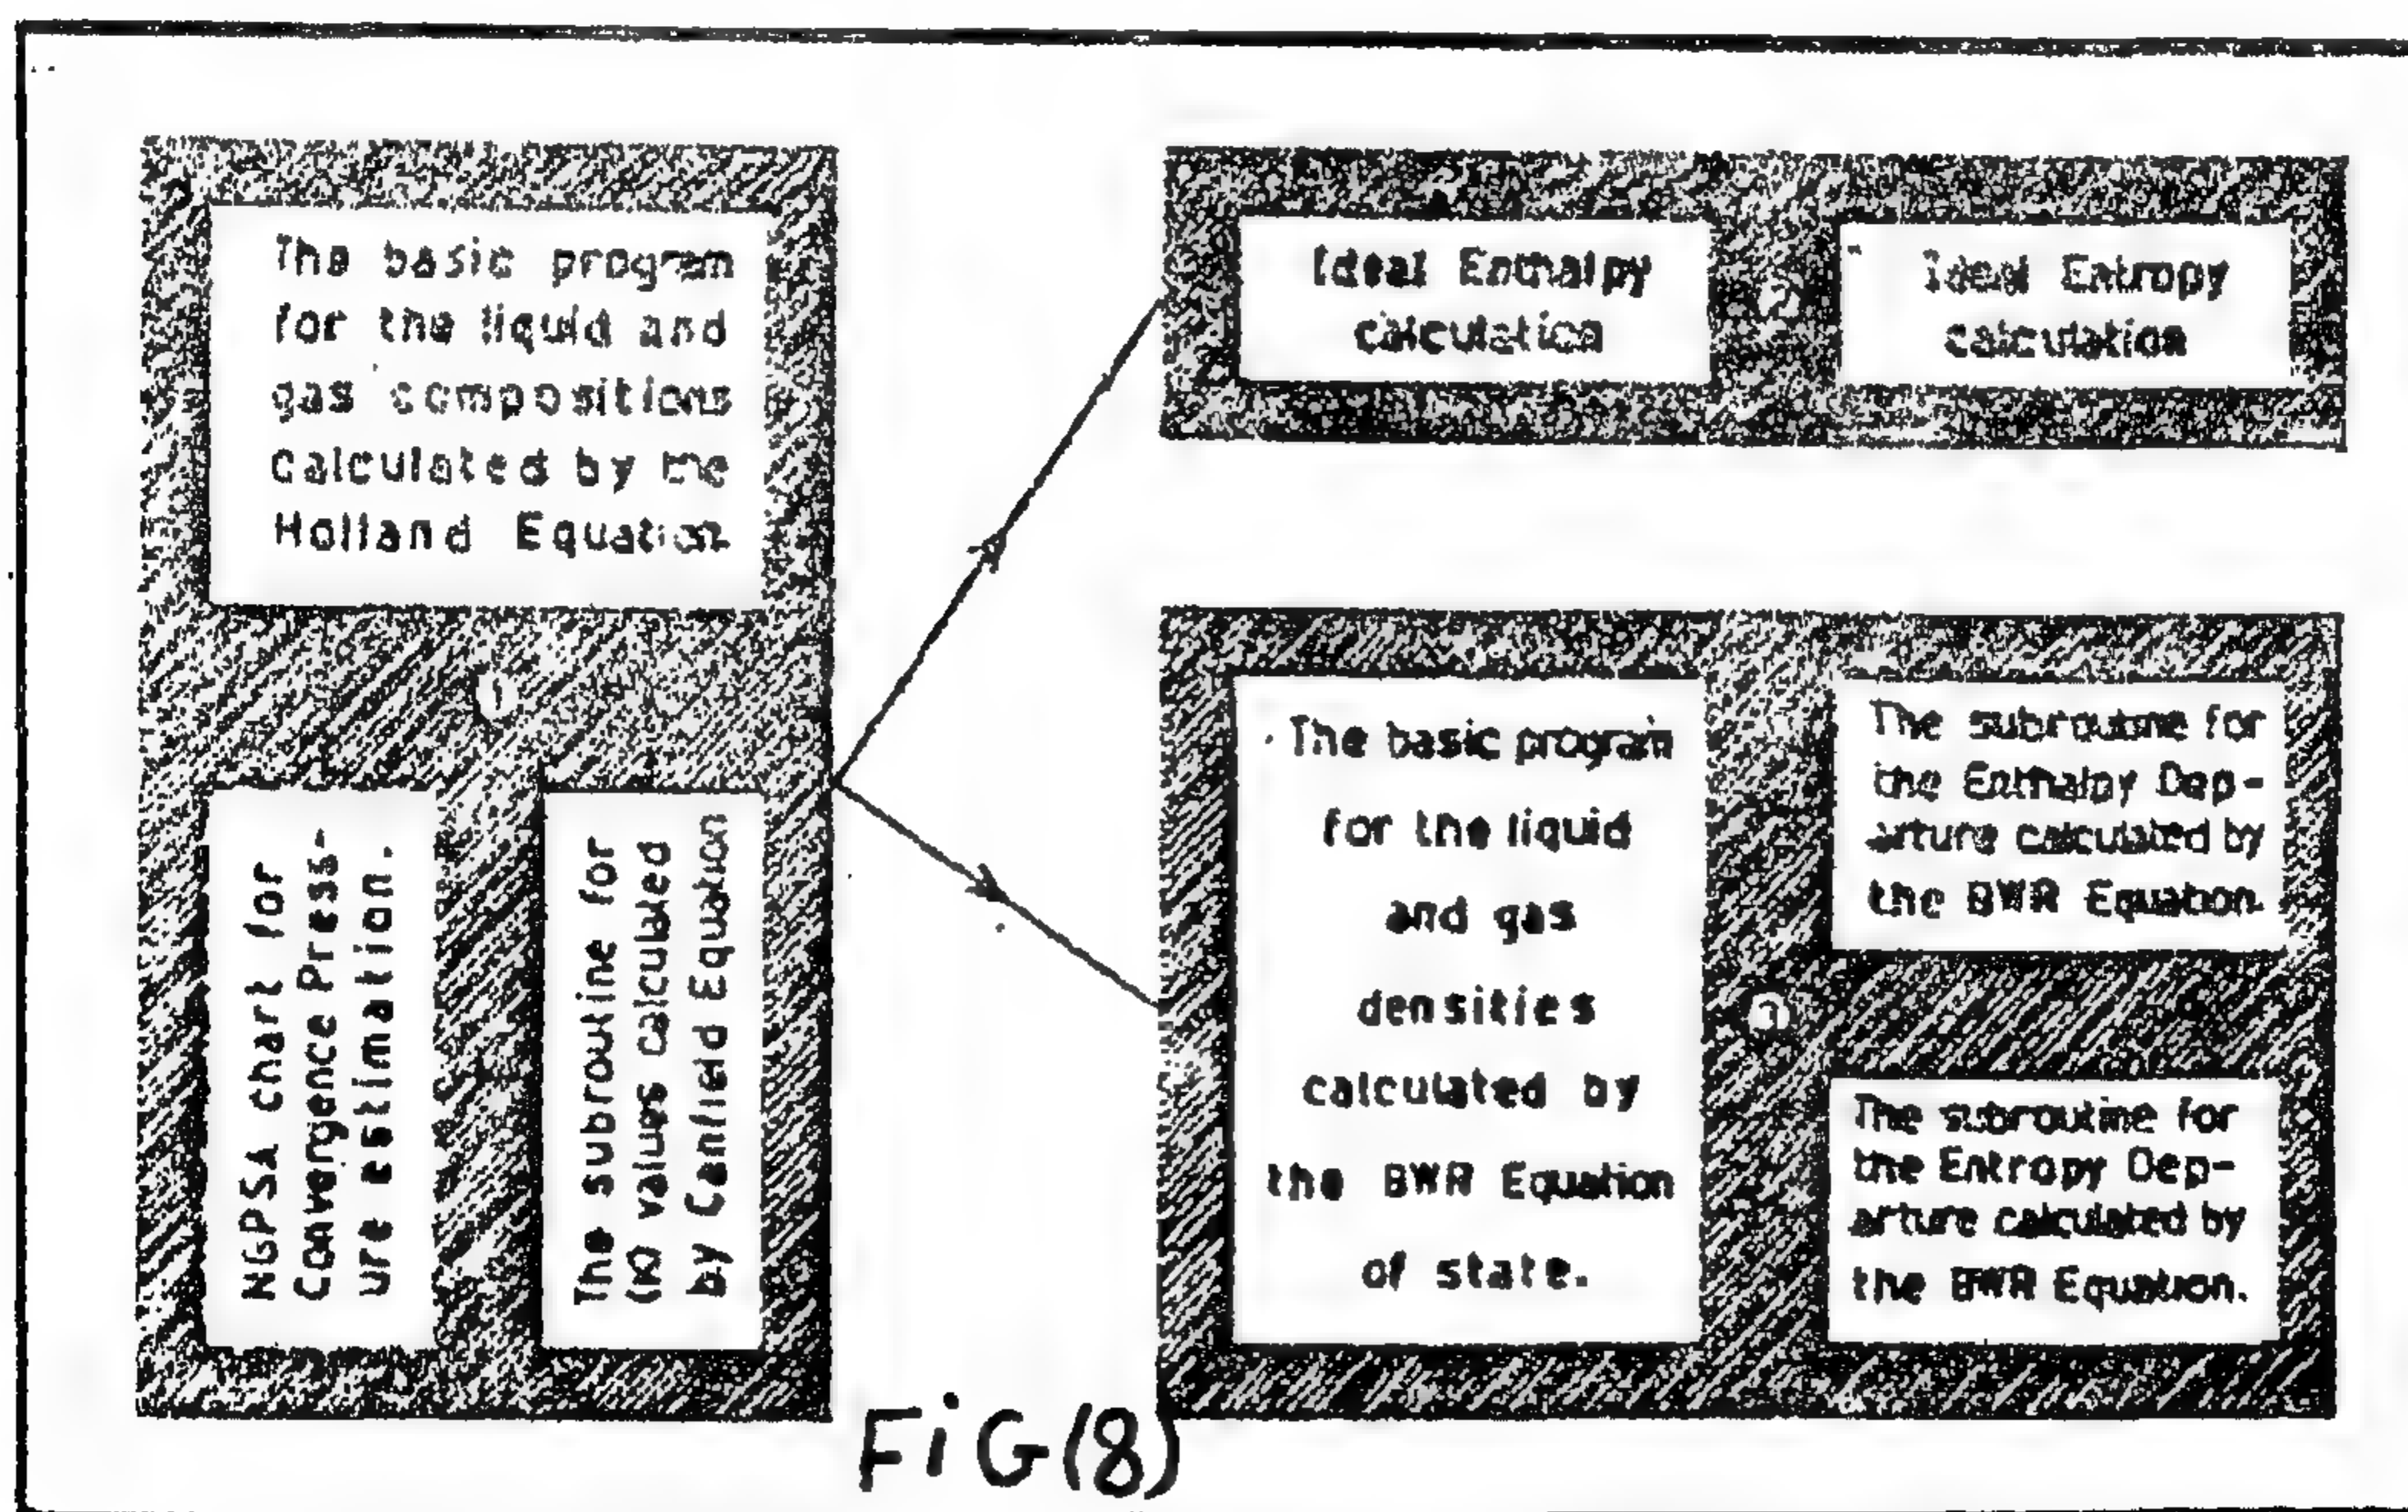 The basic program
for the liquid and
gas compositions
calculated by the
Holland Equation
1
NGPSA chart for
Convergence Press-
ure estimation.
The subroutine for
(K) values calculated
by Canfield Equation
Ideal Enthalpy
calculation
2
Ideal Entropy
calculation
The basic program
for the liquid
and gas
densities
calculated by
the BWR Equation
of state.
3
The subroutine for
the Enthalpy Dep-
arture calculated by
the BWR Equation
The subroutine for
the Entropy Dep-
arture calculated by
the BWR Equation.
FiG(8)